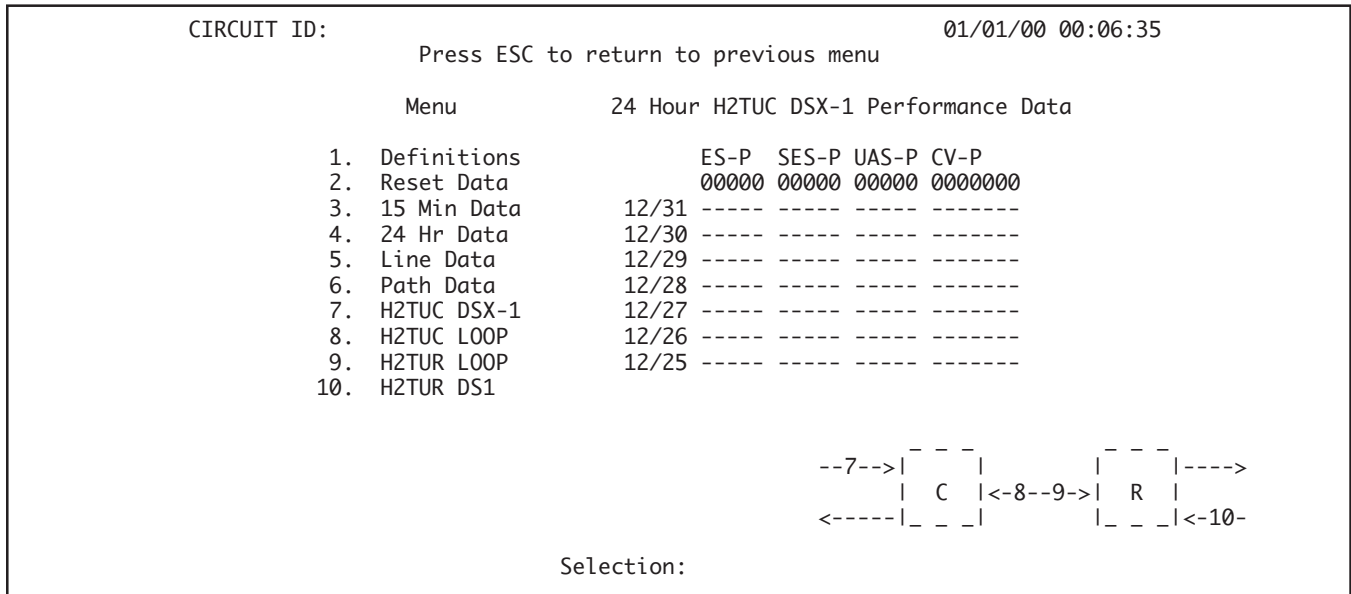 CIRCUIT ID: 01/01/00 00:06:35
Press ESC to return to previous menu
Menu 24 Hour H2TUC DSX-1 Performance Data
1. Definitions ES-P SES-P UAS-P CV-P
2. Reset Data 00000 00000 00000 0000000
3. 15 Min Data 12/31 ----- ----- ----- -------
4. 24 Hr Data 12/30 ----- ----- ----- -------
5. Line Data 12/29 ----- ----- ----- -------
6. Path Data 12/28 ----- ----- ----- -------
7. H2TUC DSX-1 12/27 ----- ----- ----- -------
8. H2TUC LOOP 12/26 ----- ----- ----- -------
9. H2TUR LOOP 12/25 ----- ----- ----- -------
10. H2TUR DS1
_ _ _ _ _ _
--7-->| | | |---->
| C |<-8--9->| R |
<-----|_ _ _| |_ _ _|<-10-
Selection: